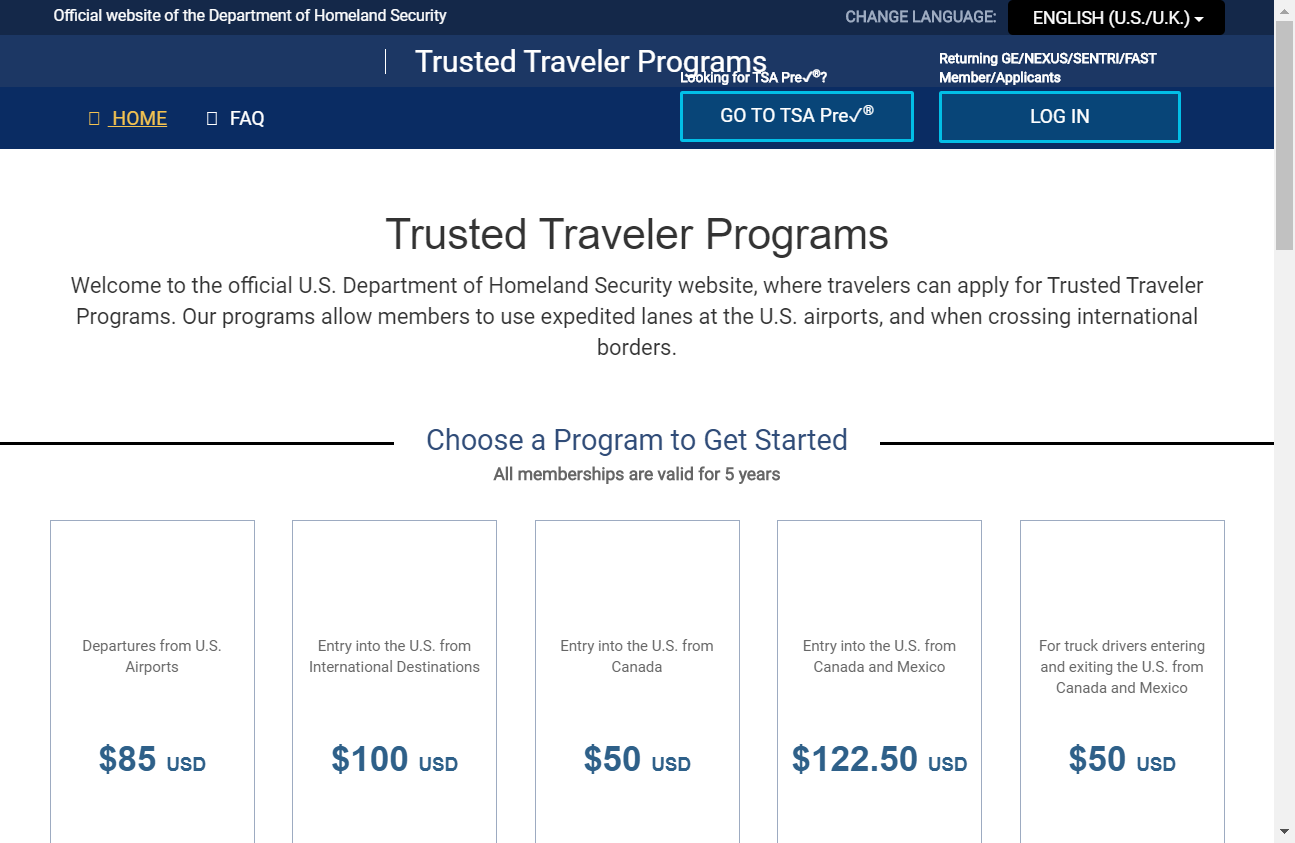 Official website of the Department of Homeland Security
CHANGE LANGUAGE:
ENGLISH (U.S./U.K.)
Trusted Traveler Programs
Looking for TSA Pre✓®?
Returning GE/NEXUS/SENTRI/FAST
Member/Applicants
HOME
FAQ
GO TO TSA Pre✓®
LOG IN
Trusted Traveler Programs
Welcome to the official U.S. Department of Homeland Security website, where travelers can apply for Trusted Traveler
Programs. Our programs allow members to use expedited lanes at the U.S. airports, and when crossing international
borders.
Choose a Program to Get Started
All memberships are valid for 5 years
Departures from U.S.
Airports
$85 USD
Entry into the U.S. from
International Destinations
$100 USD
Entry into the U.S. from
Canada
$50 USD
Entry into the U.S. from
Canada and Mexico
$122.50 USD
For truck drivers entering
and exiting the U.S. from
Canada and Mexico
$50 USD